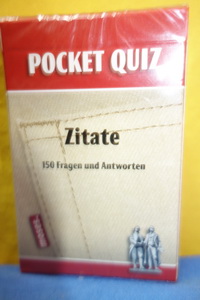 POCKET QUIZ
Zitate
150 Fragen und Antworten